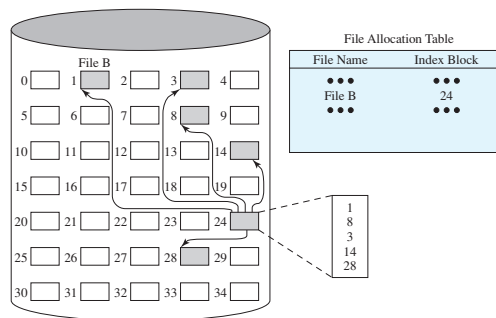 File Allocation Table
File Name Index Block
••• •••
File B 24
••• •••
File B
0 1 2 3 4
5 6 7 8 9
10 11 12 13 14
15 16 17 18 19
20 21 22 23 24
25 26 27 28 29
30 31 32 33 34
1
8
3
14
28